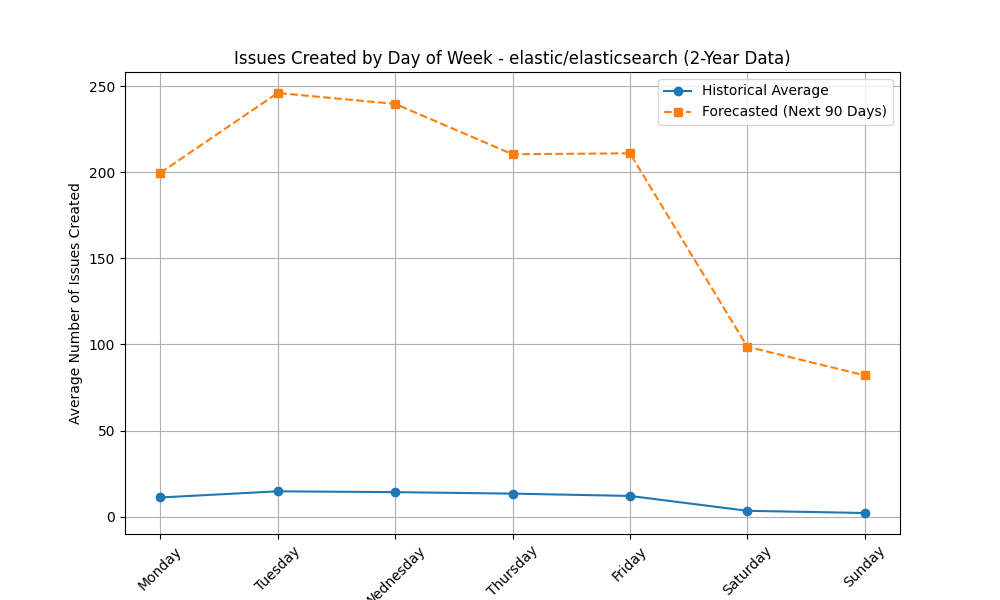 Issues Created by Day of Week - elastic/elasticsearch (2-Year Data)
Historical Average
Forecasted (Next 90 Days)
Average Number of Issues Created
250
200
150
100
50
0
Monday
Tuesday
Wednesday
Thursday
Friday
Saturday
Sunday